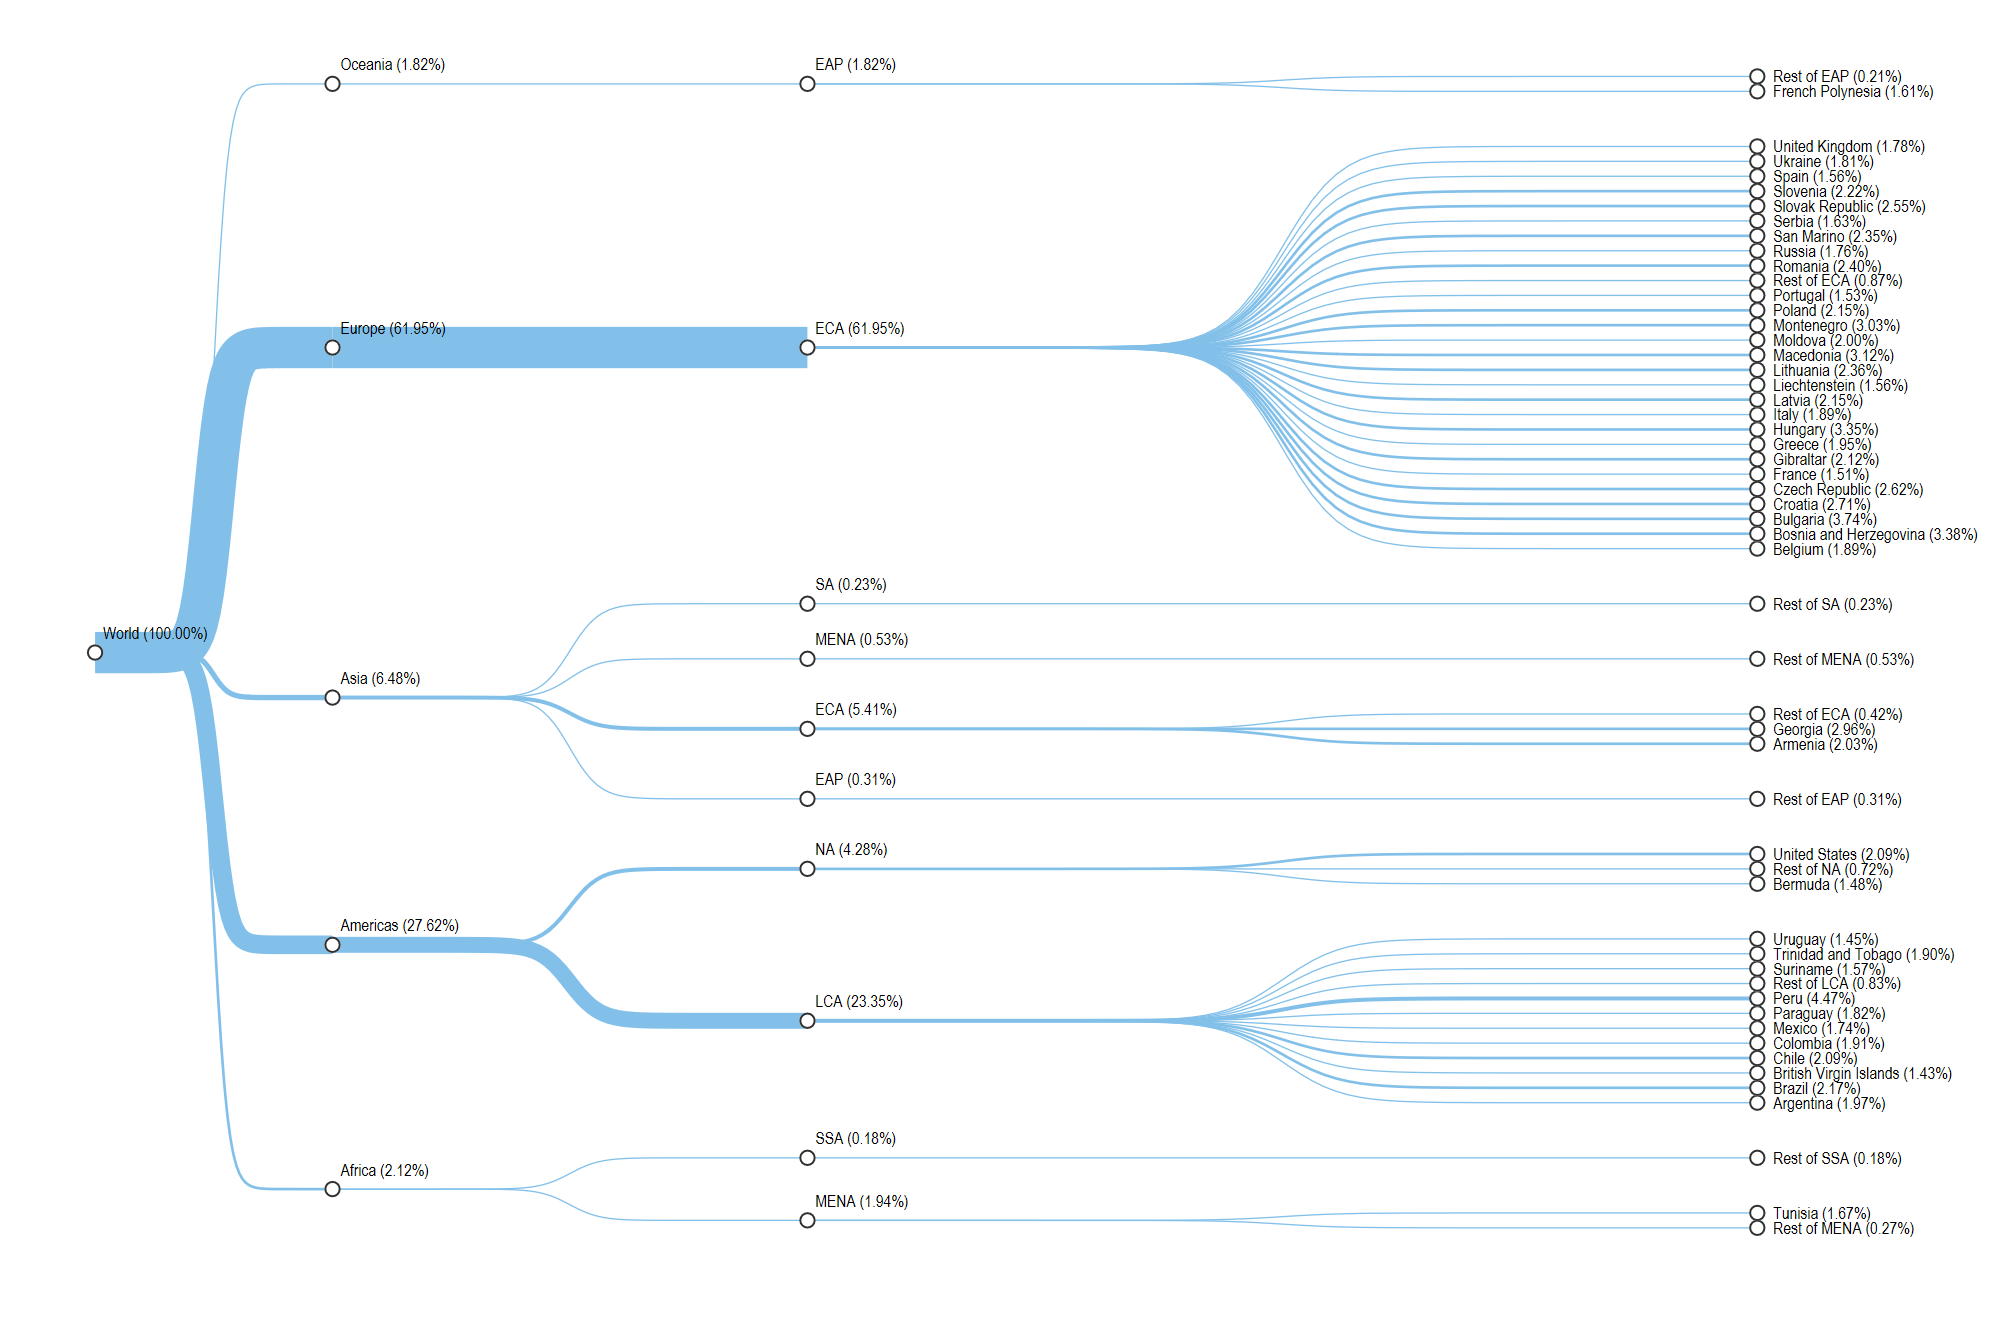 World (100.00%)
Oceania (1.82%)
EAP (1.82%)
Rest of EAP (0.21%)
French Polynesia (1.61%)
Europe (61.95%)
ECA (61.95%)
United Kingdom (1.78%)
Ukraine (1.81%)
Spain (1.56%)
Slovenia (2.22%)
Slovak Republic (2.55%)
Serbia (1.63%)
San Marino (2.35%)
Russia (1.76%)
Romania (2.40%)
Rest of ECA (0.87%)
Portugal (1.53%)
Poland (2.15%)
Montenegro (3.03%)
Moldova (2.00%)
Macedonia (3.12%)
Lithuania (2.36%)
Liechtenstein (1.56%)
Latvia (2.15%)
Italy (1.89%)
Hungary (3.35%)
Greece (1.95%)
Gibraltar (2.12%)
France (1.51%)
Czech Republic (2.62%)
Croatia (2.71%)
Bulgaria (3.74%)
Bosnia and Herzegovina (3.38%)
Belgium (1.89%)
Asia (6.48%)
SA (0.23%)
Rest of SA (0.23%)
MENA (0.53%)
Rest of MENA (0.53%)
ECA (5.41%)
Rest of ECA (0.42%)
Georgia (2.96%)
Armenia (2.03%)
EAP (0.31%)
Rest of EAP (0.31%)
Americas (27.62%)
NA (4.28%)
United States (2.09%)
Rest of NA (0.72%)
Bermuda (1.48%)
LCA (23.35%)
Uruguay (1.45%)
Trinidad and Tobago (1.90%)
Suriname (1.57%)
Rest of LCA (0.83%)
Peru (4.47%)
Paraguay (1.82%)
Mexico (1.74%)
Colombia (1.91%)
Chile (2.09%)
British Virgin Islands (1.43%)
Brazil (2.17%)
Argentina (1.97%)
Africa (2.12%)
SSA (0.18%)
Rest of SSA (0.18%)
MENA (1.94%)
Tunisia (1.67%)
Rest of MENA (0.27%)